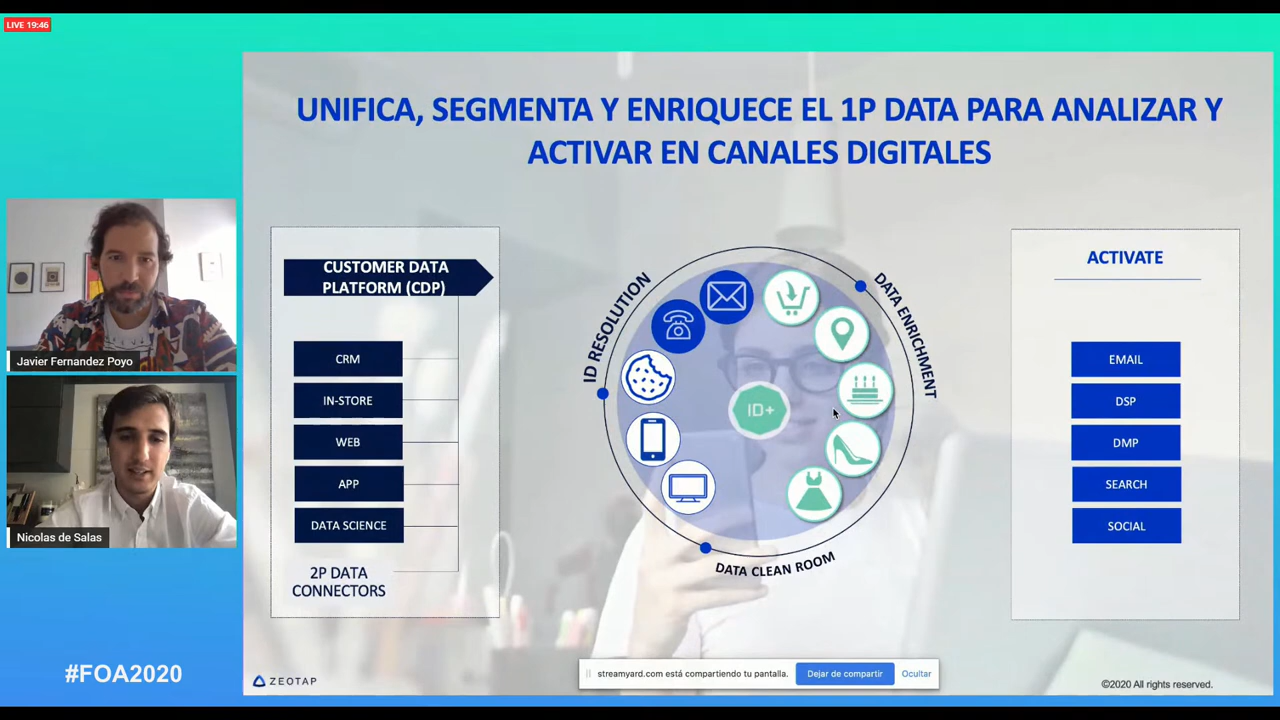 LIVE 19:46
UNIFICA, SEGMENTA Y ENRIQUECE EL 1P DATA PARA ANALIZAR Y
ACTIVAR EN CANALES DIGITALES
Javier Fernandez Poyo
Nicolas de Salas
#FOA2020
CUSTOMER DATA
PLATFORM (CDP)
CRM
IN-STORE
WEB
APP
DATA SCIENCE
2P DATA
CONNECTORS
ID RESOLUTION
DATA ENRICHMENT
ID+
DATA CLEAN ROOM
ACTIVATE
EMAIL
DSP
DMP
SEARCH
SOCIAL
ZEOTAP
streamyard.com está compartiendo tu pantalla.
Dejar de compartir
Ocultar
©2020 All rights reserved.